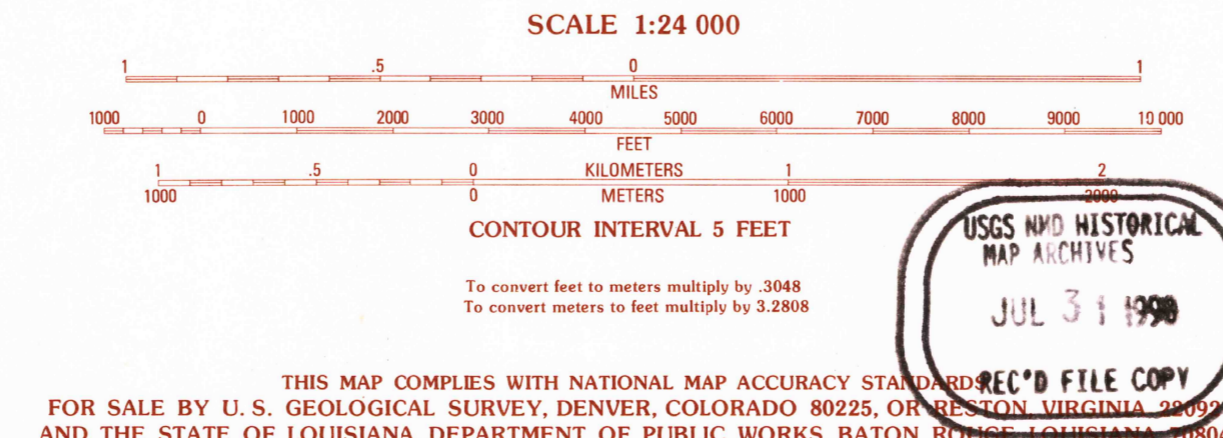 SCALE 1:24 000
1 .5 0 1
MILES
1000 0 1000 2000 3000 4000 5000 6000 7000 8000 9000 10 000
FEET
1 .5 0 KILOMETERS 1 2
1000 0 METERS 1000 2000
CONTOUR INTERVAL 5 FEET
To convert feet to meters multiply by .3048
To convert meters to feet multiply by 3.2808
USGS NMD HISTORICAL
MAP ARCHIVES
JUL 31 1990
REC'D FILE COPY
THIS MAP COMPLIES WITH NATIONAL MAP ACCURACY STANDARDS
FOR SALE BY U. S. GEOLOGICAL SURVEY, DENVER, COLORADO 80225, OR RESTON, VIRGINIA 22092
AND THE STATE OF LOUISIANA DEPARTMENT OF PUBLIC WORKS, BATON ROUGE, LOUISIANA